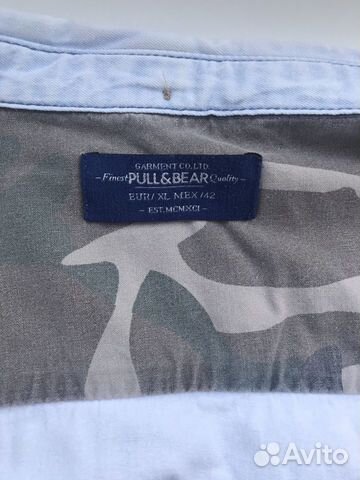 GARMENT CO, LTD
-Finest PULL&BEAR Quality-
EUR/ XL MEX /42
- EST. MCMXCI -
Avito